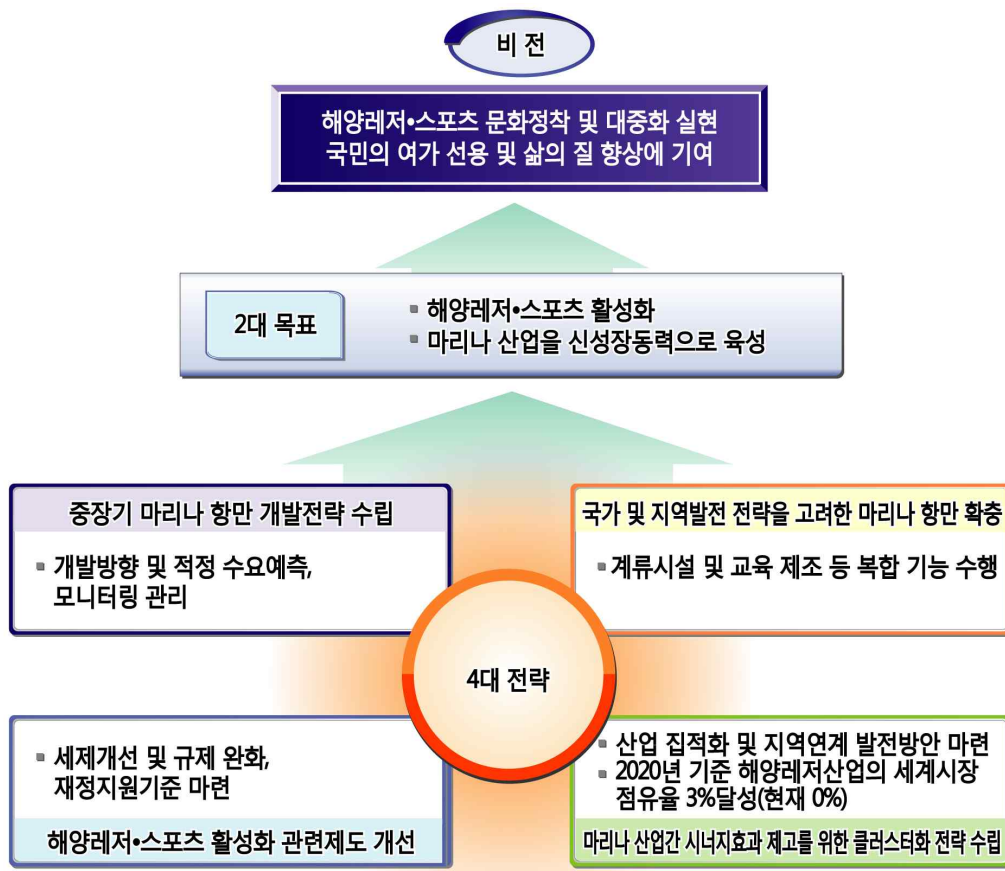 비 전
해양레저•스포츠 문화정착 및 대중화 실현
국민의 여가 선용 및 삶의 질 향상에 기여
2대 목표
▪ 해양레저•스포츠 활성화
▪ 마리나 산업을 신성장동력으로 육성
중장기 마리나 항만 개발전략 수립
▪ 개발방향 및 적정 수요예측,
모니터링 관리
국가 및 지역발전 전략을 고려한 마리나 항만 확충
▪ 계류시설 및 교육 제조 등 복합 기능 수행
4대 전략
▪ 세제개선 및 규제 완화,
재정지원기준 마련
해양레저•스포츠 활성화 관련제도 개선
▪ 산업 집적화 및 지역연계 발전방안 마련
▪ 2020년 기준 해양레저산업의 세계시장
점유율 3%달성(현재 0%)
마리나 산업간 시너지효과 제고를 위한 클러스터화 전략 수립